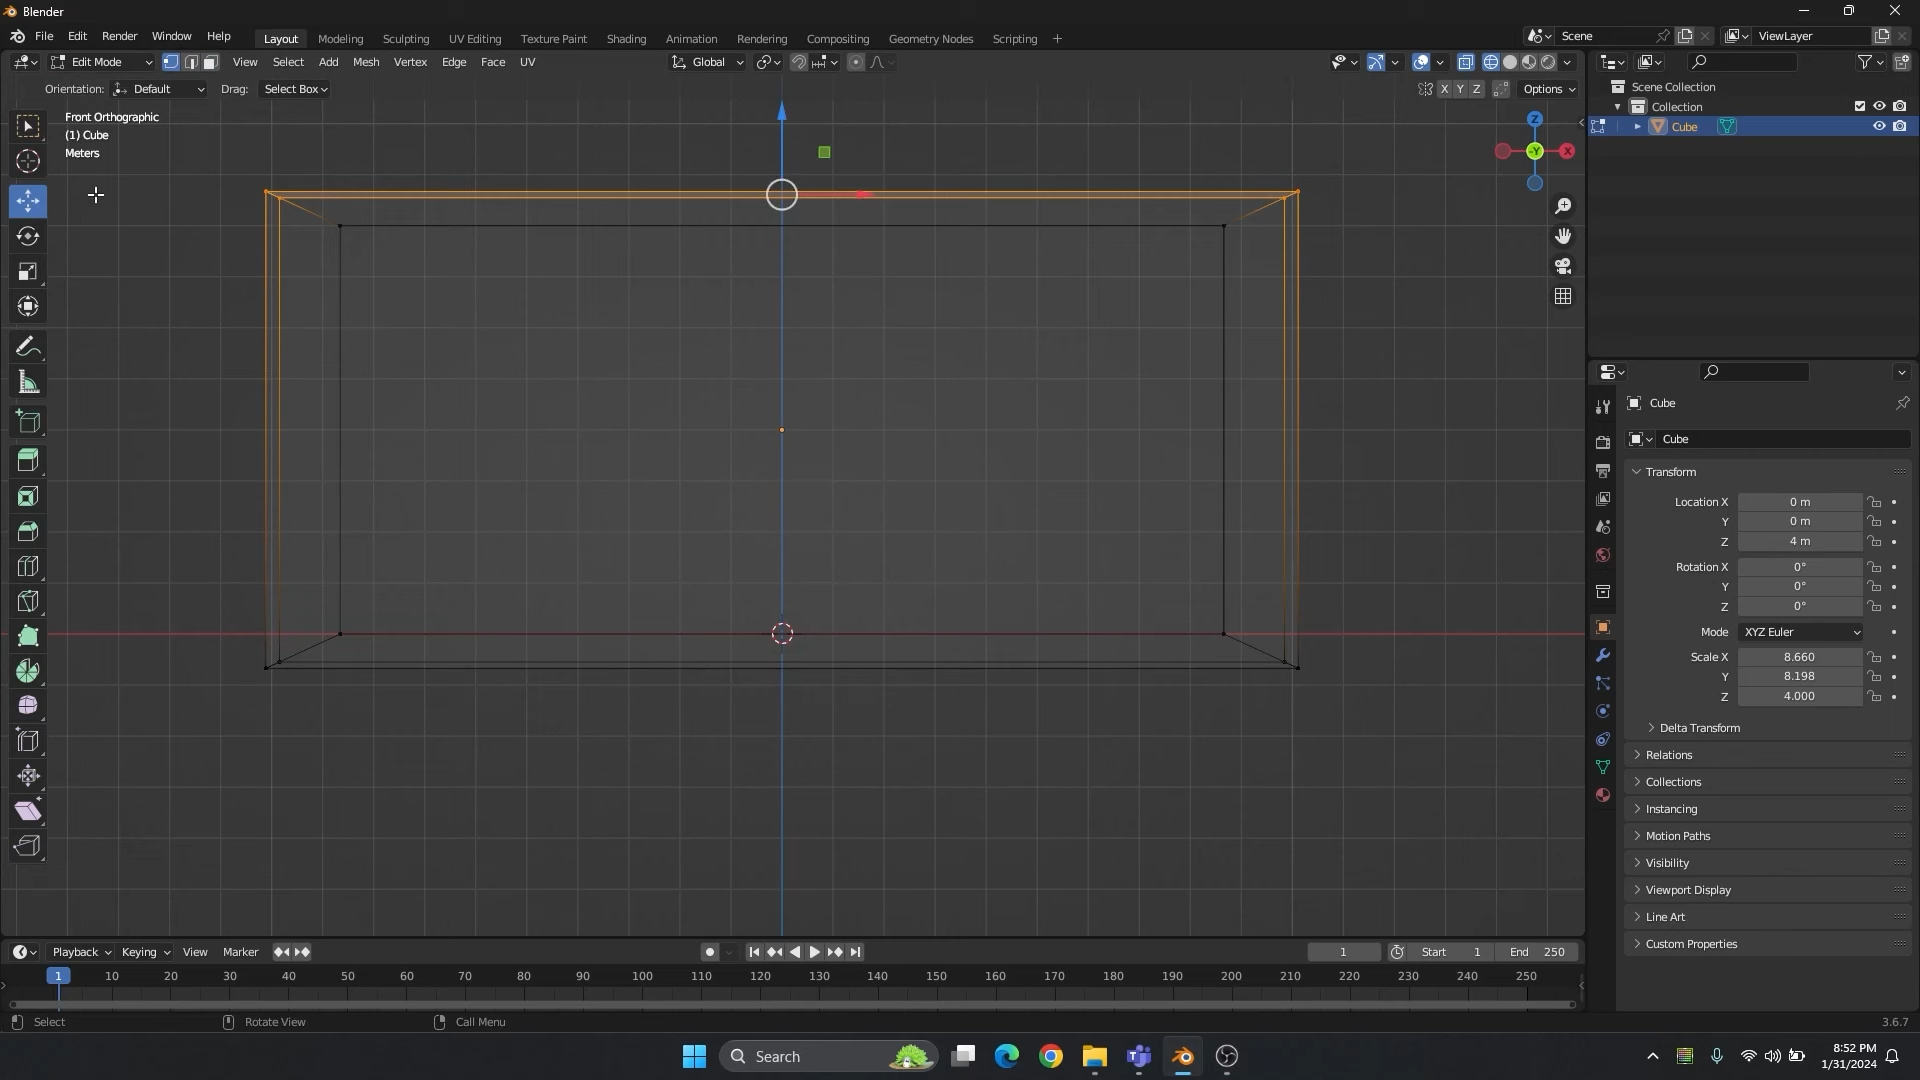 Blender
File Edit Render Window Help
Layout Modeling Sculpting UV Editing Texture Paint Shading Animation Rendering Compositing Geometry Nodes Scripting +
Scene
ViewLayer
Edit Mode View Select Add Mesh Vertex Edge Face UV
Global
Orientation: Default Drag: Select Box
X Y Z Options
Front Orthographic
(1) Cube
Meters
Z
-Y
X
Scene Collection
Collection
Cube
Cube
Cube
Transform
Location X 0 m
Y 0 m
Z 4 m
Rotation X 0°
Y 0°
Z 0°
Mode XYZ Euler
Scale X 8.660
Y 8.198
Z 4.000
Delta Transform
Relations
Collections
Instancing
Motion Paths
Visibility
Viewport Display
Line Art
Custom Properties
Playback Keying View Marker
1 Start 1 End 250
1 10 20 30 40 50 60 70 80 90 100 110 120 130 140 150 160 170 180 190 200 210 220 230 240 250
Select Rotate View Call Menu
3.6.7
Search
8:52 PM
1/31/2024